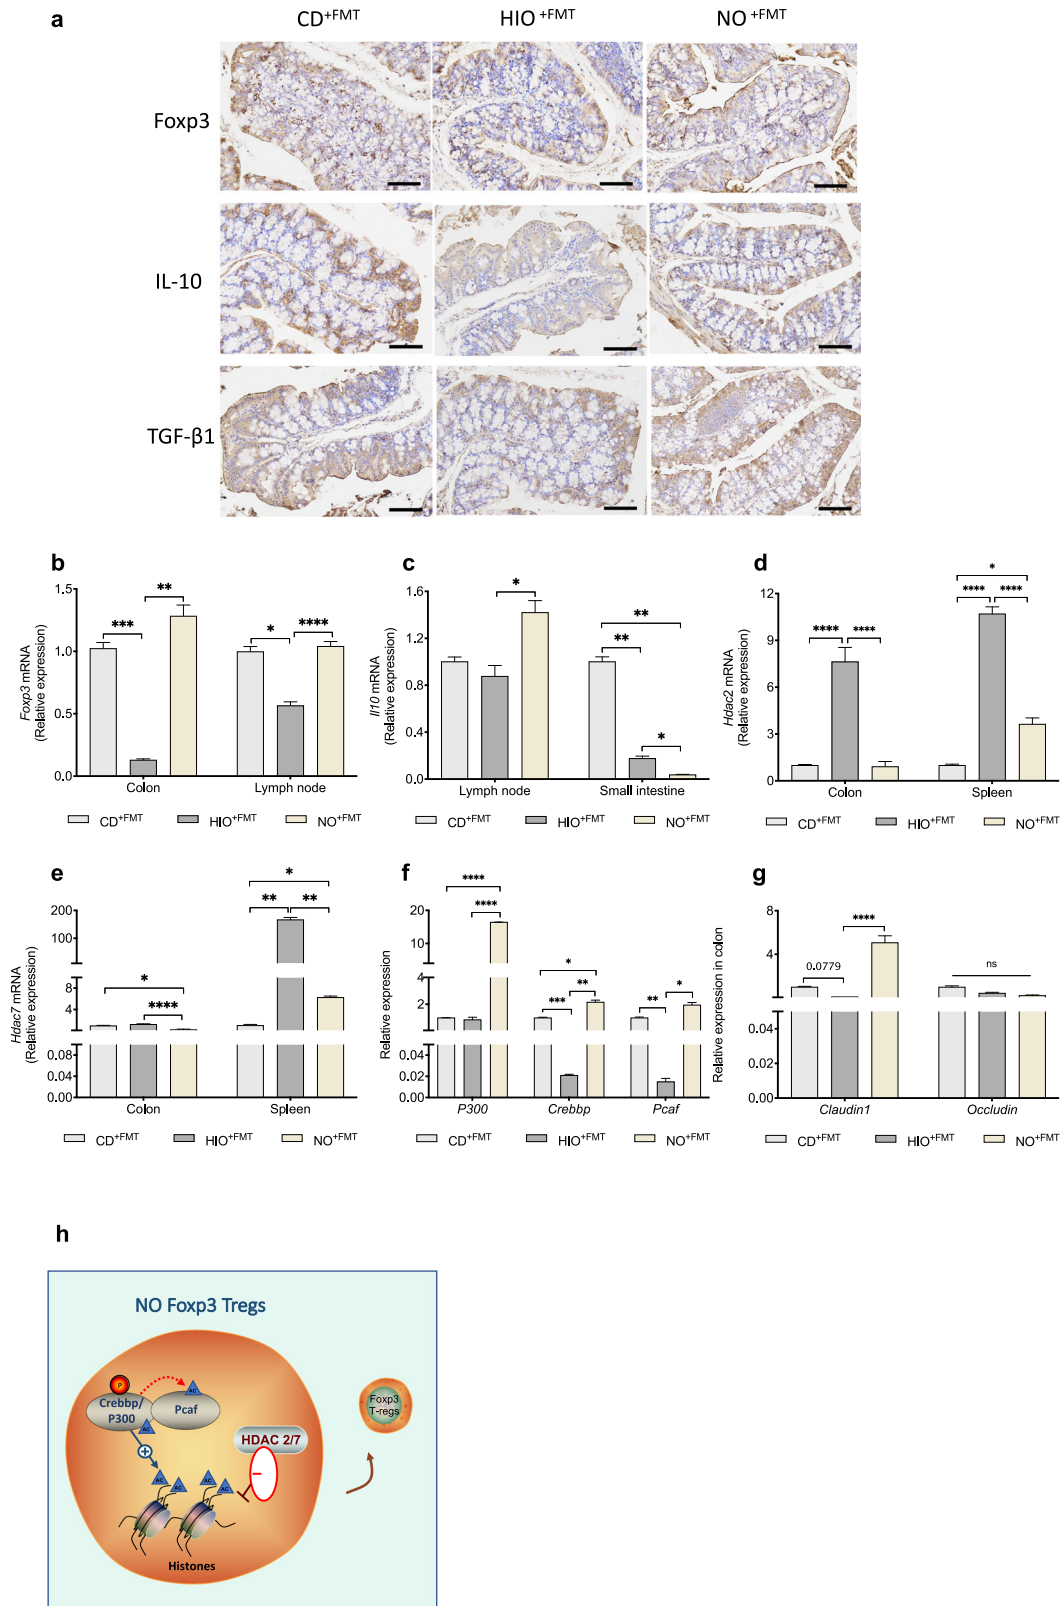 a
CD+FMT HIO+FMT NO+FMT
Foxp3
IL-10
TGF-β1
b
Foxp3 mRNA
(Relative expression)
1.5
1.0
0.5
0.0
*** ** * ****
Colon Lymph node
CD+FMT HIO+FMT NO+FMT
c
Il10 mRNA
(Relative expression)
1.6
1.2
0.8
0.4
0.0
* ** ** *
Lymph node Small intestine
CD+FMT HIO+FMT NO+FMT
d
Hdac2 mRNA
(Relative expression)
12
9
6
3
0
**** **** * **** ****
Colon Spleen
CD+FMT HIO+FMT NO+FMT
e
Hdac7 mRNA
(Relative expression)
200
100
8
4
0.08
0.04
0.00
* **** * ** **
Colon Spleen
CD+FMT HIO+FMT NO+FMT
f
Relative expression
20
10
4
2
0.04
0.02
0.00
**** **** * *** ** ** *
P300 Crebbp Pcaf
CD+FMT HIO+FMT NO+FMT
g
Relative expression in colon
8
4
0.04
0.02
0.00
0.0779 **** ns
Claudin1 Occludin
CD+FMT HIO+FMT NO+FMT
h
NO Foxp3 Tregs
P
AC
Crebbp/
P300
Pcaf
AC
+
HDAC 2/7
AC AC AC AC
Histones
Foxp3
T-regs